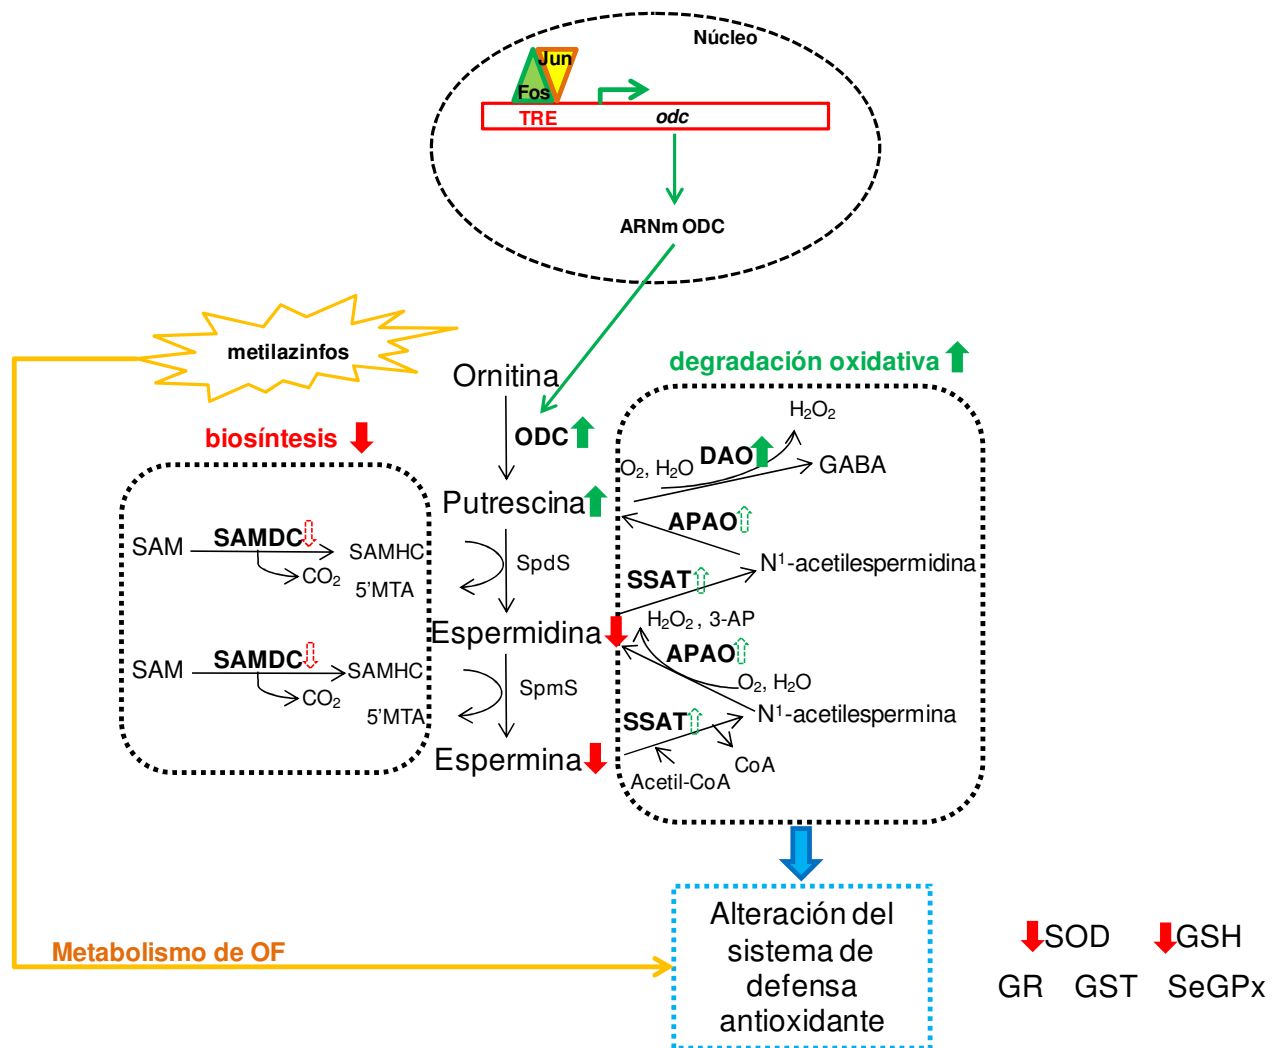 Núcleo
Jun
Fos
TRE
odc
ARNm ODC
metilazinfos
degradación oxidativa
Ornitina
H₂O₂
biosíntesis
ODC
DAO
O₂, H₂O
GABA
Putrescina
APAO
SAM
SAMDC
SAMHC
SpdS
N¹-acetilespermidina
CO₂
5'MTA
SSAT
H₂O₂ , 3-AP
Espermidina
SAM
SAMDC
SAMHC
APAO
CO₂
SpmS
O₂, H₂O
5'MTA
SSAT
N¹-acetilespermina
Espermina
CoA
Acetil-CoA
Alteración del
sistema de
defensa
antioxidante
Metabolismo de OF
SOD
GSH
GR GST SeGPx